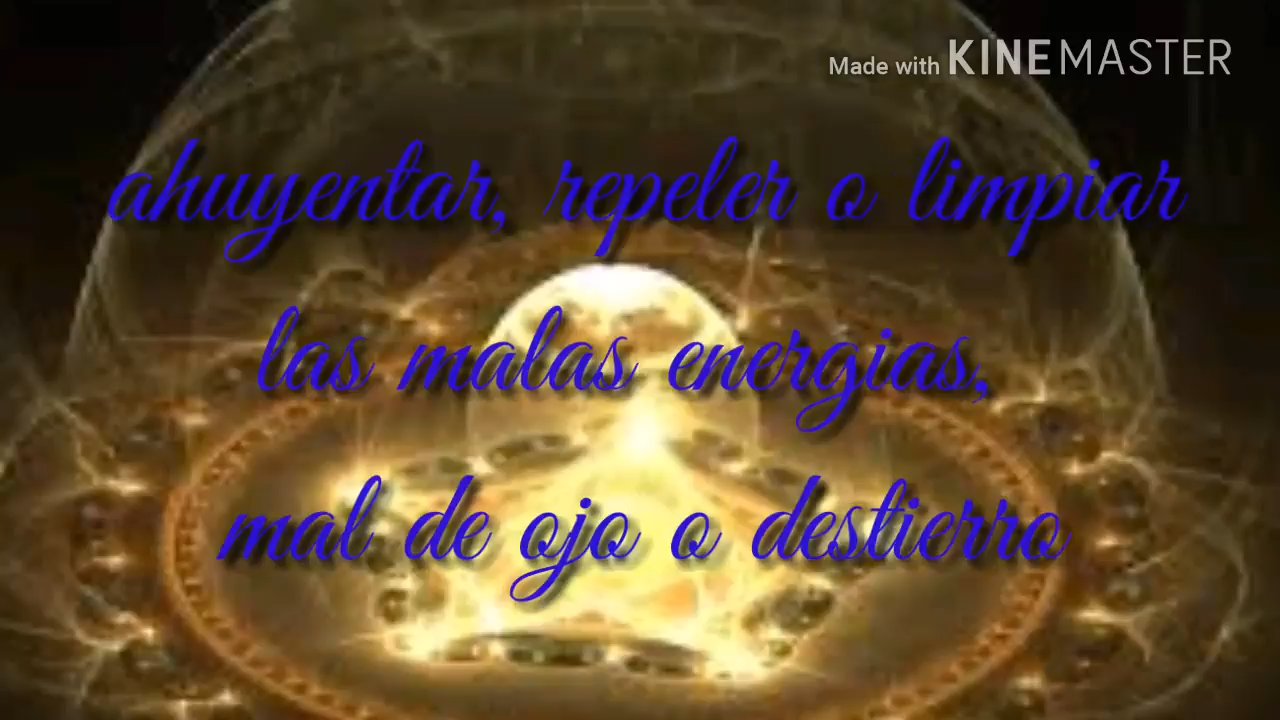 Made with KINEMASTER
ahuyentar, repeler o limpiar
las malas energias,
mal de ojo o destierro